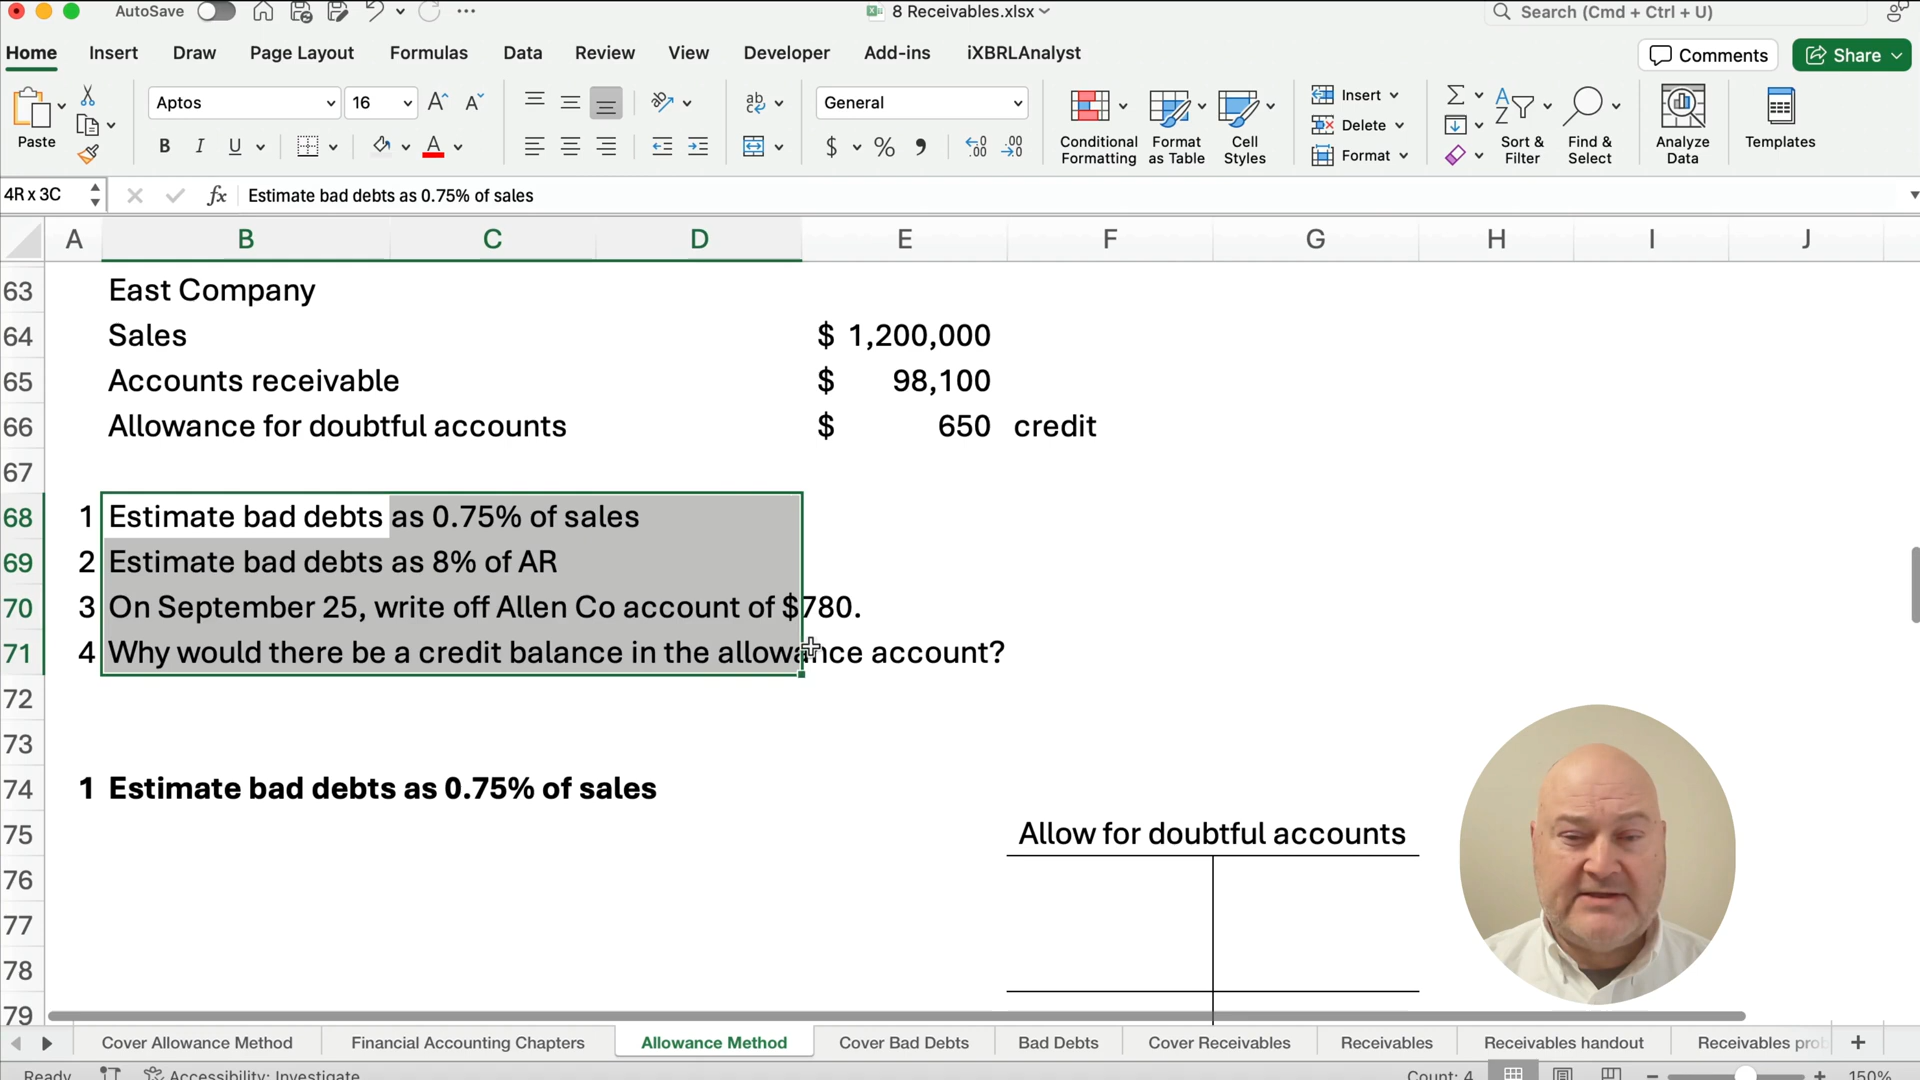 AutoSave
8 Receivables.xlsx
Search (Cmd + Ctrl + U)
Home Insert Draw Page Layout Formulas Data Review View Developer Add-ins iXBRLAnalyst
Comments
Share
Paste
Aptos
16
B I U A
ab
General
$ % 9
Conditional
Formatting
Format
as Table
Cell
Styles
Insert
Delete
Format
Sort &
Filter
Find &
Select
Analyze
Data
Templates
4R x 3C
fx Estimate bad debts as 0.75% of sales
A B C D E F G H I J
63 East Company
64 Sales $ 1,200,000
65 Accounts receivable $ 98,100
66 Allowance for doubtful accounts $ 650 credit
67
68 1 Estimate bad debts as 0.75% of sales
69 2 Estimate bad debts as 8% of AR
70 3 On September 25, write off Allen Co account of $780.
71 4 Why would there be a credit balance in the allowance account?
72
73
74 1 Estimate bad debts as 0.75% of sales
75 Allow for doubtful accounts
76
77
78
79
Cover Allowance Method Financial Accounting Chapters Allowance Method Cover Bad Debts Bad Debts Cover Receivables Receivables Receivables handout Receivables pro
Ready Accessibility: Investigate Count: 4 150%